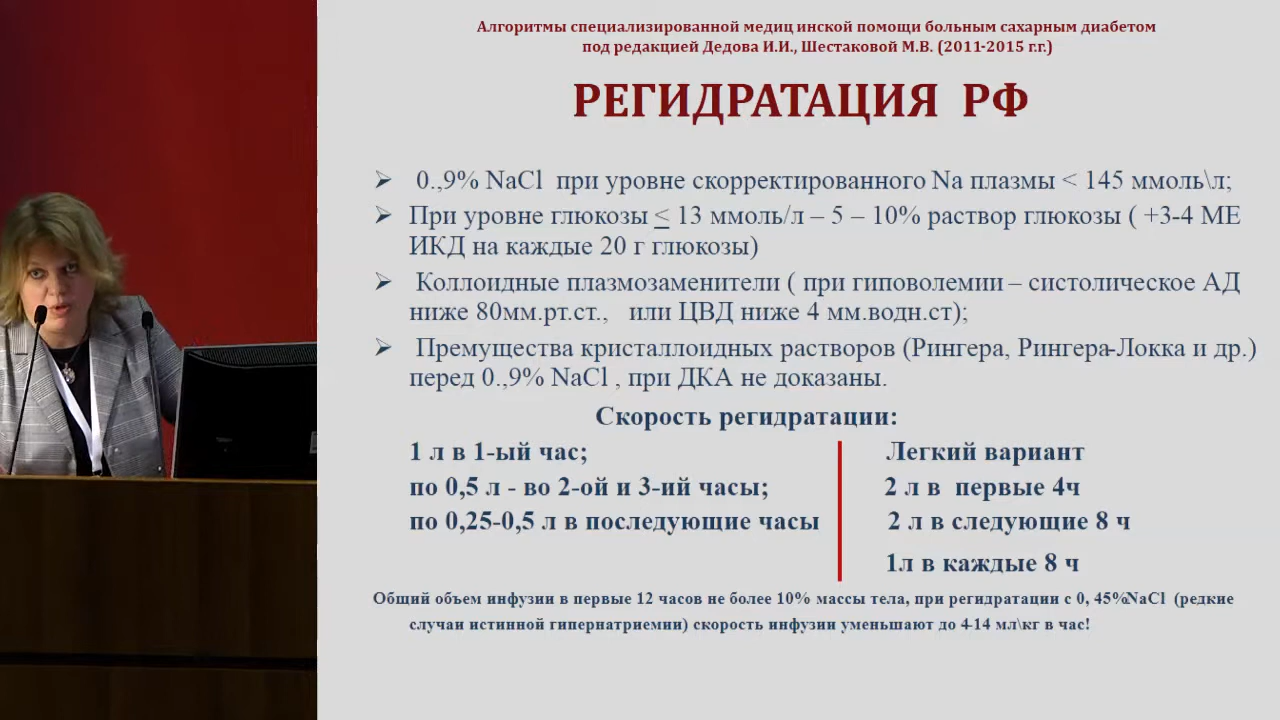 Алгоритмы специализированной медиц инской помощи больным сахарным диабетом
под редакцией Дедова И.И., Шестаковой М.В. (2011-2015 г.г.)
РЕГИДРАТАЦИЯ РФ
➢ 0.,9% NaCl при уровне скорректированного Na плазмы < 145 ммоль\л;
➢ При уровне глюкозы ≤ 13 ммоль/л – 5 – 10% раствор глюкозы ( +3-4 МЕ
ИКД на каждые 20 г глюкозы)
➢ Коллоидные плазмозаменители ( при гиповолемии – систолическое АД
ниже 80мм.рт.ст., или ЦВД ниже 4 мм.водн.ст);
➢ Премущества кристаллоидных растворов (Рингера, Рингера-Локка и др.)
перед 0.,9% NaCl , при ДКА не доказаны.
Скорость регидратации:
1 л в 1-ый час;
по 0,5 л - во 2-ой и 3-ий часы;
по 0,25-0,5 л в последующие часы
Легкий вариант
2 л в первые 4ч
2 л в следующие 8 ч
1л в каждые 8 ч
Общий объем инфузии в первые 12 часов не более 10% массы тела, при регидратации с 0, 45%NaCl (редкие
случаи истинной гипернатриемии) скорость инфузии уменьшают до 4-14 мл\кг в час!